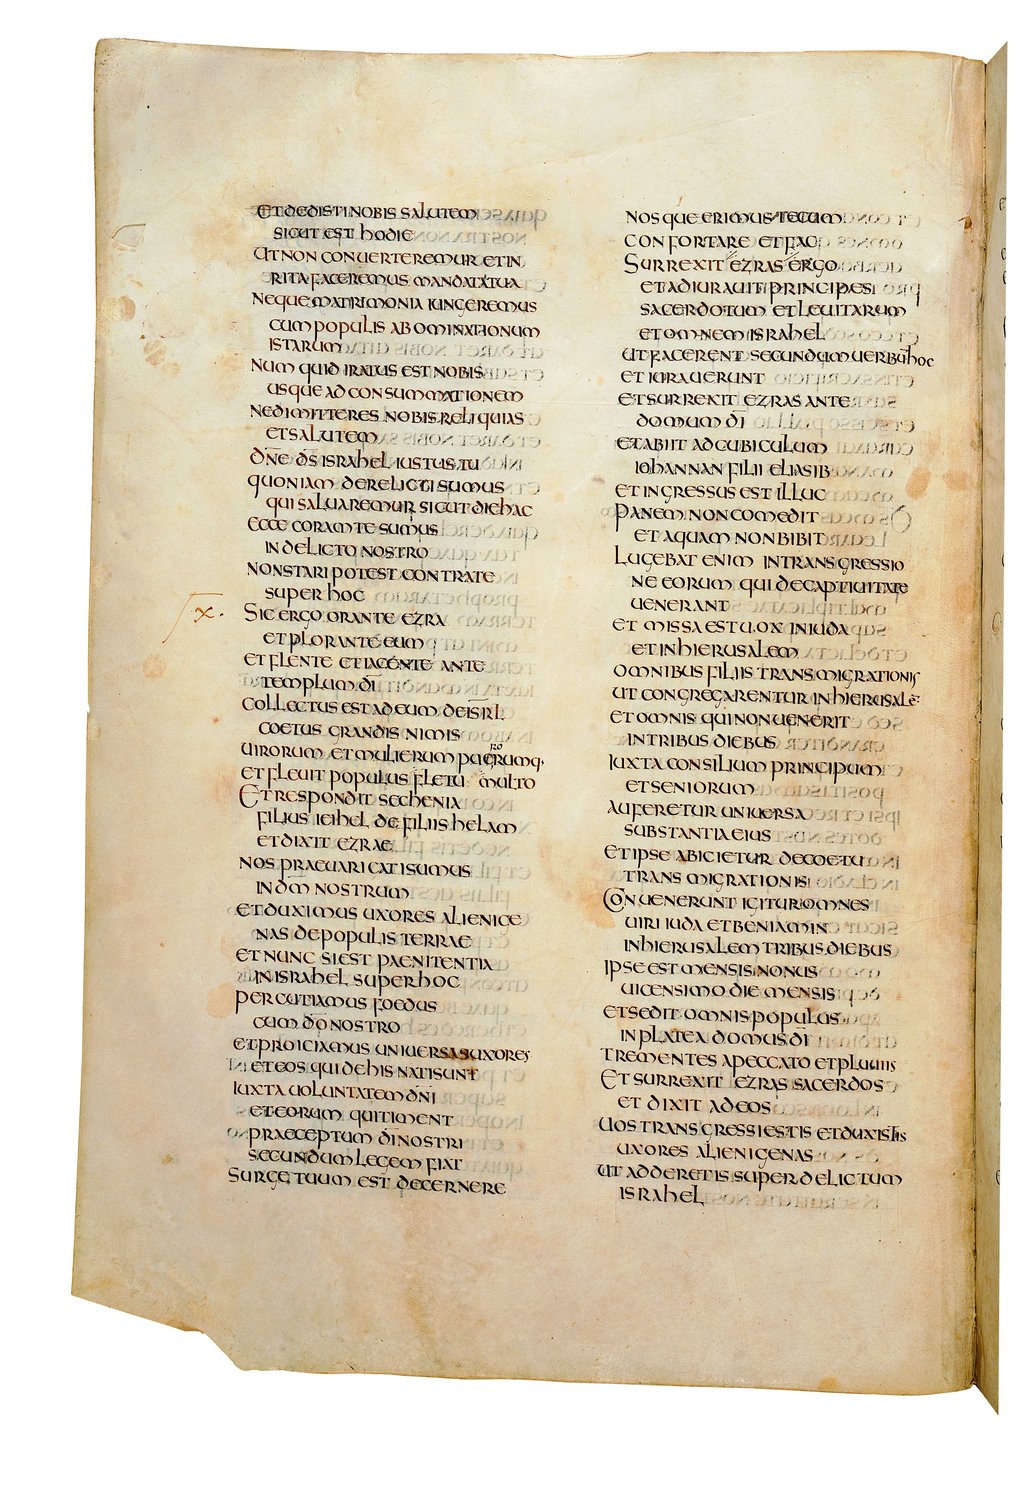 ET DEDISTI NOBIS SALUTEM
SICUT EST hODIE
UT NON CONUERTEREMUR ET IN
RITA FACEREMUS MANDATA TUA
NEQUE MATRIMONIA IUNGEREMUS
CUM POPULIS ABOMINATIONUM
ISTARUM
NUMQUID IRATUS ES NOBIS
USQUE AD CONSUMMATIONEM
NE DIMITTERES NOBIS RELIQUIAS
ET SALUTEM
DN̄E DS̄ ISRAhEL IUSTUS TU
QUONIAM DERELICTI SUMUS
QUI SALUAREMUR SICUT DIE hAC
ECCE CORAM TE SUMUS
IN DELICTO NOSTRO
NON STARI POTEST CONTRA TE
SUPER hOC
X.
SIC ERGO ORANTE EZRA
ET PLORANTE EUM
ET FLENTE ET IACENTE ANTE
TEMPLUM DĪ
COLLECTUS EST AD EUM DE ISRL
COETUS GRANDIS NIMIS
UIRORUM ET MULIERUM PUERORUMQ·
ET FLEUIT POPULUS FLETU MULTO
ET RESPONDIT SEChENIA
FILIUS IEIhEL DE FILIIS hELAM
ET DIXIT EZRAE
NOS PRAEUARICATI SUMUS
IN DM̄ NOSTRUM
ET DUXIMUS UXORES ALIENIGE
NAS DE POPULIS TERRAE
ET NUNC SI EST PAENITENTIA
IN ISRAhEL SUPER hOC
PERCUTIAMUS FOEDUS
CUM DŌ NOSTRO
ET PROICIAMUS UNIUERSAS UXORES
ET EOS QUI DE hIS NATI SUNT
IUXTA UOLUNTATEM DN̄I
ET EORUM QUI TIMENT
PRAECEPTUM DĪ NOSTRI
SECUNDUM LEGEM FIAT
SURGE TUUM EST DECERNERE
NOSQUE ERIMUS TECUM
CONFORTARE ET FAC
SURREXIT EZRAS ERGO
ET ADIURAUIT PRINCIPES
SACERDOTUM ET LEUITARUM
ET OMNEM ISRAhEL
UT FACERENT SECUNDUM UERBUM hOC
ET IURAUERUNT
ET SURREXIT EZRAS ANTE
DOMUM DĪ
ET ABIIT AD CUBICULUM
IOhANNAN FILII ELIASIB
ET INGRESSUS EST ILLUC
PANEM NON COMEDIT
ET AQUAM NON BIBIT
LUGEBAT ENIM IN TRANSGRESSIO
NE EORUM QUI DE CAPTIUITATE
UENERANT
ET MISSA EST UOX IN IUDA
ET IN hIERUSALEM
OMNIBUS FILIIS TRANSMIGRATIONIS
UT CONGREGARENTUR IN hIERUSALĒ
ET OMNIS QUI NON UENERIT
IN TRIBUS DIEBUS
IUXTA CONSILIUM PRINCIPUM
ET SENIORUM
AUFERETUR UNIUERSA
SUBSTANTIA EIUS
ET IPSE ABICIETUR DE COETU
TRANSMIGRATIONIS
CONUENERUNT IGITUR OMNES
UIRI IUDA ET BENIAMIN
IN hIERUSALEM TRIBUS DIEBUS
IPSE EST MENSIS NONUS
UICENSIMO DIE MENSIS
ET SEDIT OMNIS POPULUS
IN PLATEA DOMUS DĪ
TREMENTES A PECCATO ET PLUUIIS
ET SURREXIT EZRAS SACERDOS
ET DIXIT AD EOS
UOS TRANSGRESSI ESTIS ET DUXISTIS
UXORES ALIENIGENAS
UT ADDERETIS SUPER DELICTUM
ISRAhEL